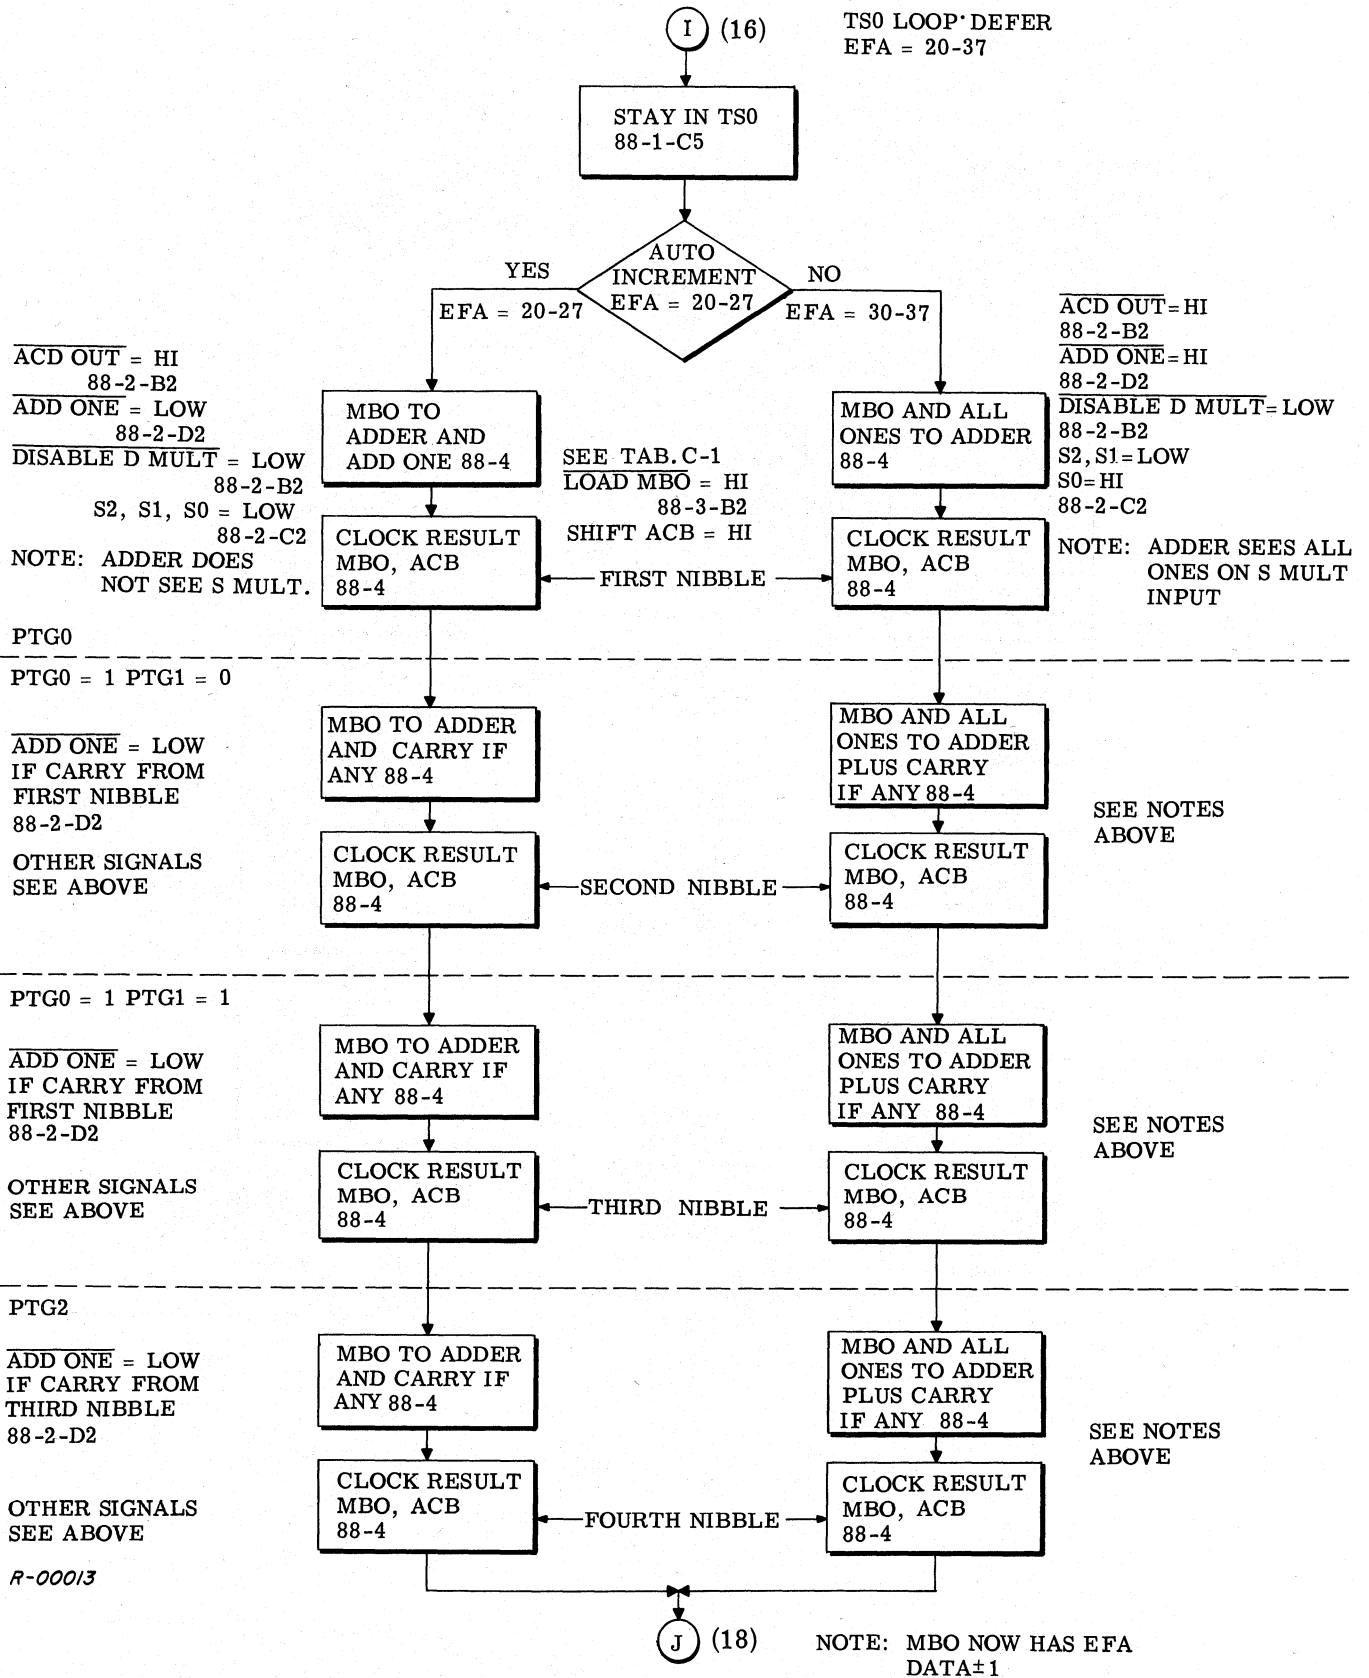 I (16)
TS0 LOOP DEFER
EFA = 20-37
STAY IN TS0
88-1-C5
AUTO
INCREMENT
EFA = 20-27
YES
EFA = 20-27
NO
EFA = 30-37
ACD OUT = HI
88-2-B2
ADD ONE = LOW
88-2-D2
DISABLE D MULT = LOW
88-2-B2
S2, S1, S0 = LOW
88-2-C2
NOTE: ADDER DOES
NOT SEE S MULT.
MBO TO
ADDER AND
ADD ONE 88-4
CLOCK RESULT
MBO, ACB
88-4
SEE TAB. C-1
LOAD MBO = HI
88-3-B2
SHIFT ACB = HI
FIRST NIBBLE
MBO AND ALL
ONES TO ADDER
88-4
CLOCK RESULT
MBO, ACB
88-4
ACD OUT=HI
88-2-B2
ADD ONE=HI
88-2-D2
DISABLE D MULT=LOW
88-2-B2
S2, S1=LOW
S0=HI
88-2-C2
NOTE: ADDER SEES ALL
ONES ON S MULT
INPUT
PTG0
PTG0 = 1 PTG1 = 0
ADD ONE = LOW
IF CARRY FROM
FIRST NIBBLE
88-2-D2
OTHER SIGNALS
SEE ABOVE
MBO TO ADDER
AND CARRY IF
ANY 88-4
CLOCK RESULT
MBO, ACB
88-4
SECOND NIBBLE
MBO AND ALL
ONES TO ADDER
PLUS CARRY
IF ANY 88-4
CLOCK RESULT
MBO, ACB
88-4
SEE NOTES
ABOVE
PTG0 = 1 PTG1 = 1
ADD ONE = LOW
IF CARRY FROM
FIRST NIBBLE
88-2-D2
OTHER SIGNALS
SEE ABOVE
MBO TO ADDER
AND CARRY IF
ANY 88-4
CLOCK RESULT
MBO, ACB
88-4
THIRD NIBBLE
MBO AND ALL
ONES TO ADDER
PLUS CARRY
IF ANY 88-4
CLOCK RESULT
MBO, ACB
88-4
SEE NOTES
ABOVE
PTG2
ADD ONE = LOW
IF CARRY FROM
THIRD NIBBLE
88-2-D2
OTHER SIGNALS
SEE ABOVE
MBO TO ADDER
AND CARRY IF
ANY 88-4
CLOCK RESULT
MBO, ACB
88-4
FOURTH NIBBLE
MBO AND ALL
ONES TO ADDER
PLUS CARRY
IF ANY 88-4
CLOCK RESULT
MBO, ACB
88-4
SEE NOTES
ABOVE
R-00013
J (18)
NOTE: MBO NOW HAS EFA
DATA±1